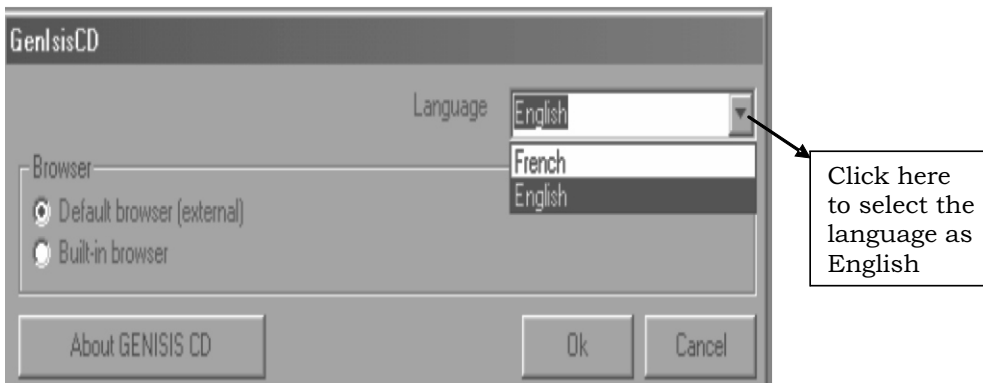 GenIsisCD
Language English
French
English
Browser
Default browser (external)
Built-in browser
About GENISIS CD
Ok
Cancel
Click here
to select the
language as
English